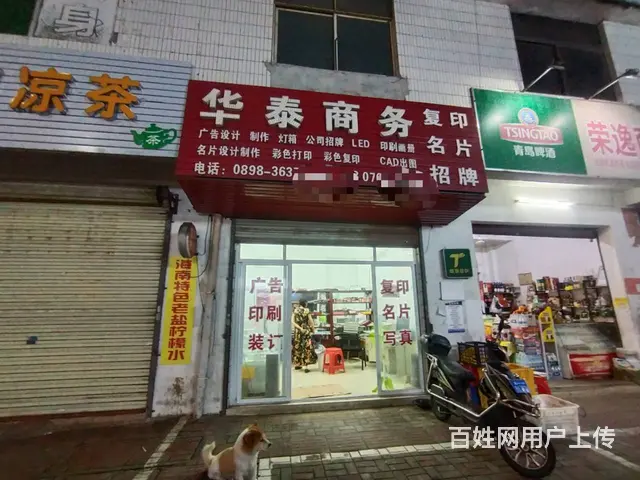 身
凉茶
茶
华泰商务
复印
名片
招牌
广告设计 制作 灯箱 公司招牌 LED 印刷画册
名片设计制作 彩色打印 彩色复印 CAD出图
电话：0898-363
076
TSINGTAO
青岛啤酒
荣逸
海南特色老盐柠檬水
广告
印刷
装订
复印
名片
写真
百姓网用户上传